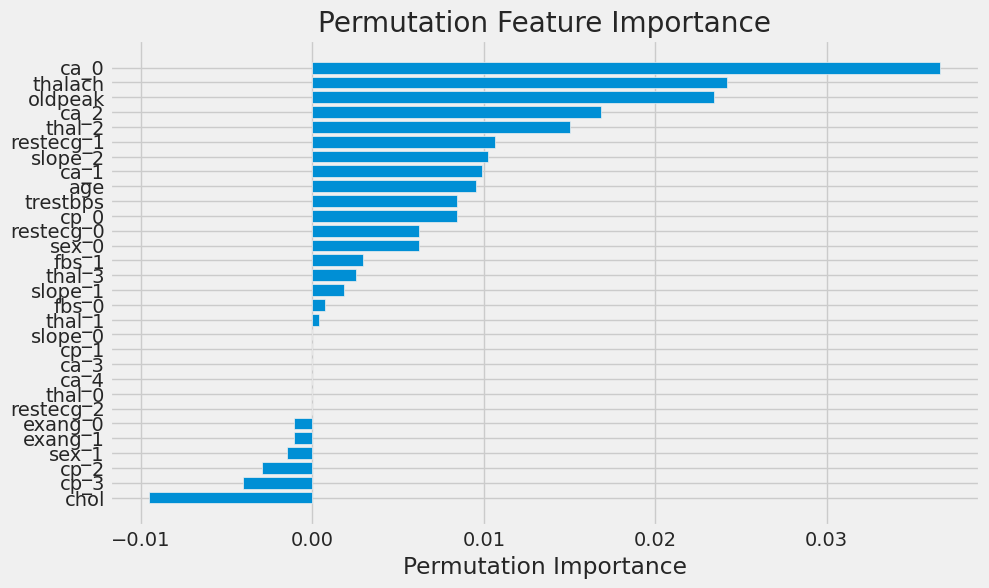 Permutation Feature Importance
ca_0
thalach
oldpeak
ca_2
thal_2
restecg_1
slope_2
ca_1
age
trestbps
cp_0
restecg_0
sex_0
fbs_1
thal_3
slope_1
fbs_0
thal_1
slope_0
cp_1
ca_3
ca_4
thal_0
restecg_2
exang_0
exang_1
sex_1
cp_2
cp_3
chol
−0.01 0.00 0.01 0.02 0.03
Permutation Importance